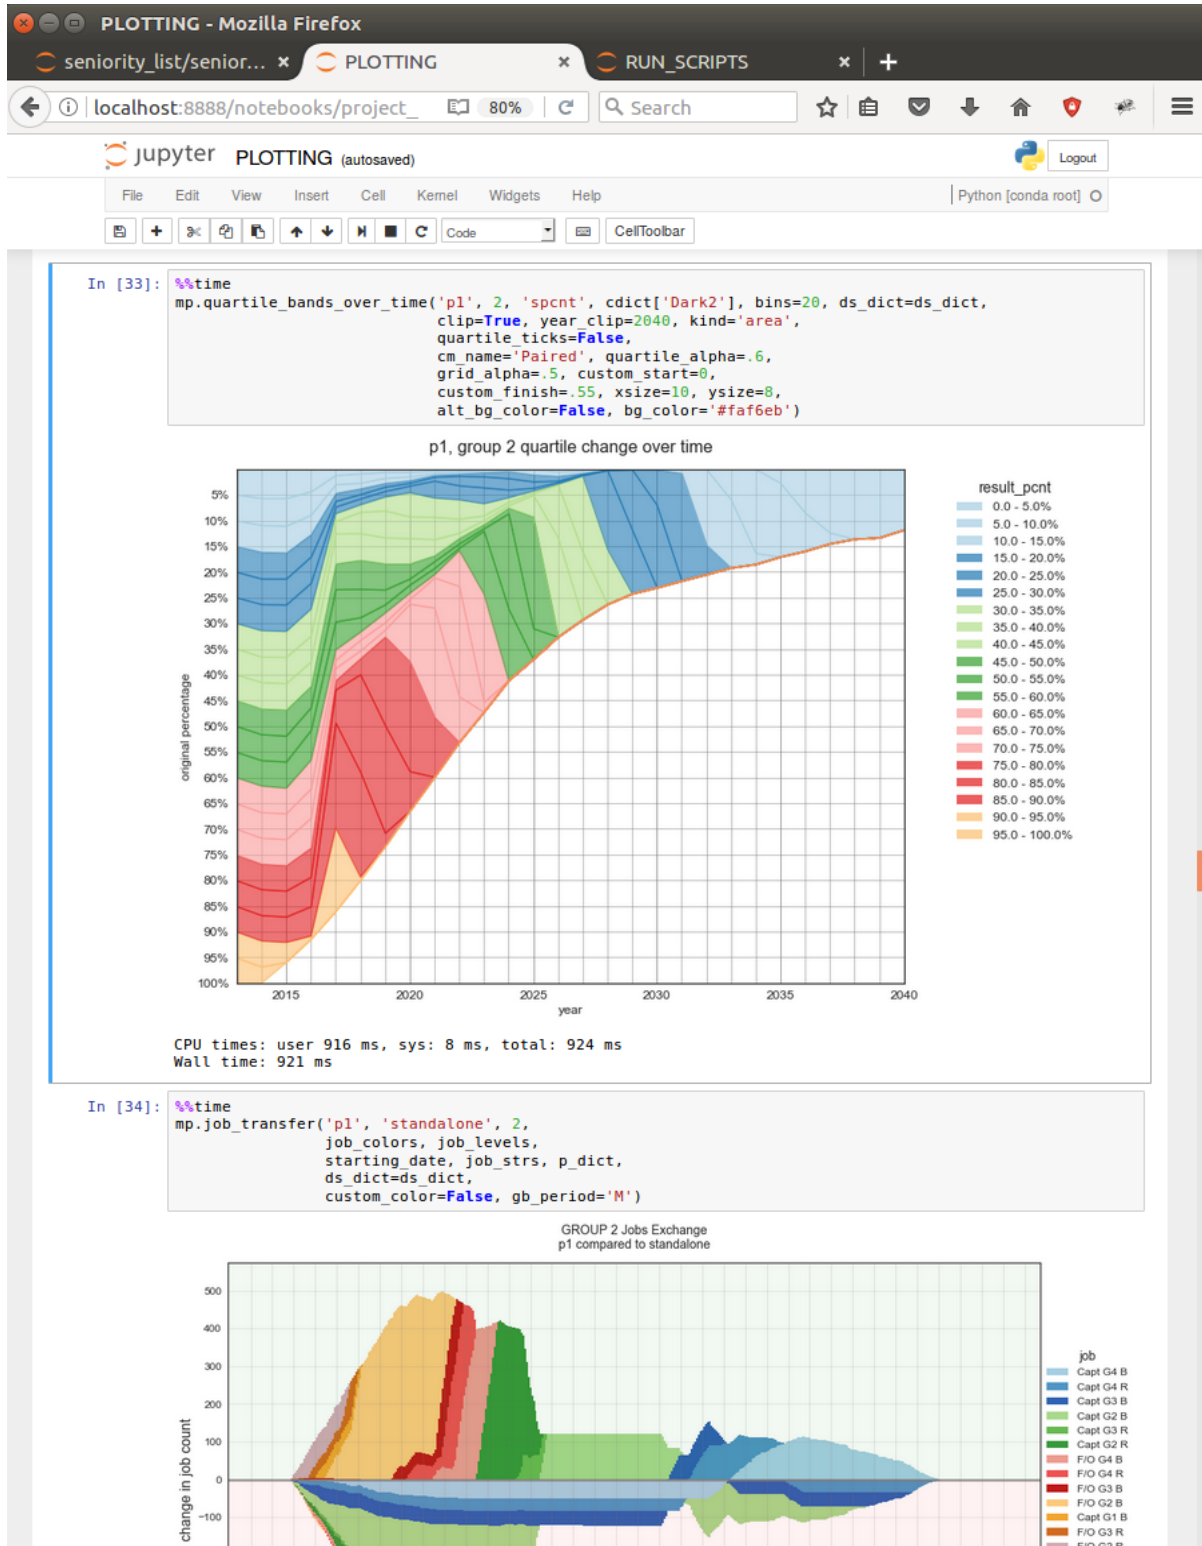 PLOTTING - Mozilla Firefox
seniority_list/senior... × PLOTTING × RUN_SCRIPTS × +
localhost:8888/notebooks/project_ 80% Search
jupyter PLOTTING (autosaved) Logout
File Edit View Insert Cell Kernel Widgets Help Python [conda root]
Code CellToolbar
In [33]: %%time
mp.quartile_bands_over_time('p1', 2, 'spcnt', cdict['Dark2'], bins=20, ds_dict=ds_dict,
clip=True, year_clip=2040, kind='area',
quartile_ticks=False,
cm_name='Paired', quartile_alpha=.6,
grid_alpha=.5, custom_start=0,
custom_finish=.55, xsize=10, ysize=8,
alt_bg_color=False, bg_color='#faf6eb')
p1, group 2 quartile change over time
5%
10%
15%
20%
25%
30%
35%
40%
45%
50%
55%
60%
65%
70%
75%
80%
85%
90%
95%
100%
original percentage
2015 2020 2025 2030 2035 2040
year
result_pcnt
0.0 - 5.0%
5.0 - 10.0%
10.0 - 15.0%
15.0 - 20.0%
20.0 - 25.0%
25.0 - 30.0%
30.0 - 35.0%
35.0 - 40.0%
40.0 - 45.0%
45.0 - 50.0%
50.0 - 55.0%
55.0 - 60.0%
60.0 - 65.0%
65.0 - 70.0%
70.0 - 75.0%
75.0 - 80.0%
80.0 - 85.0%
85.0 - 90.0%
90.0 - 95.0%
95.0 - 100.0%
CPU times: user 916 ms, sys: 8 ms, total: 924 ms
Wall time: 921 ms
In [34]: %%time
mp.job_transfer('p1', 'standalone', 2,
job_colors, job_levels,
starting_date, job_strs, p_dict,
ds_dict=ds_dict,
custom_color=False, gb_period='M')
GROUP 2 Jobs Exchange
p1 compared to standalone
500
400
300
200
100
0
−100
change in job count
job
Capt G4 B
Capt G4 R
Capt G3 B
Capt G2 B
Capt G3 R
Capt G2 R
F/O G4 B
F/O G4 R
F/O G3 B
F/O G2 B
Capt G1 B
F/O G3 R
F/O G2 R